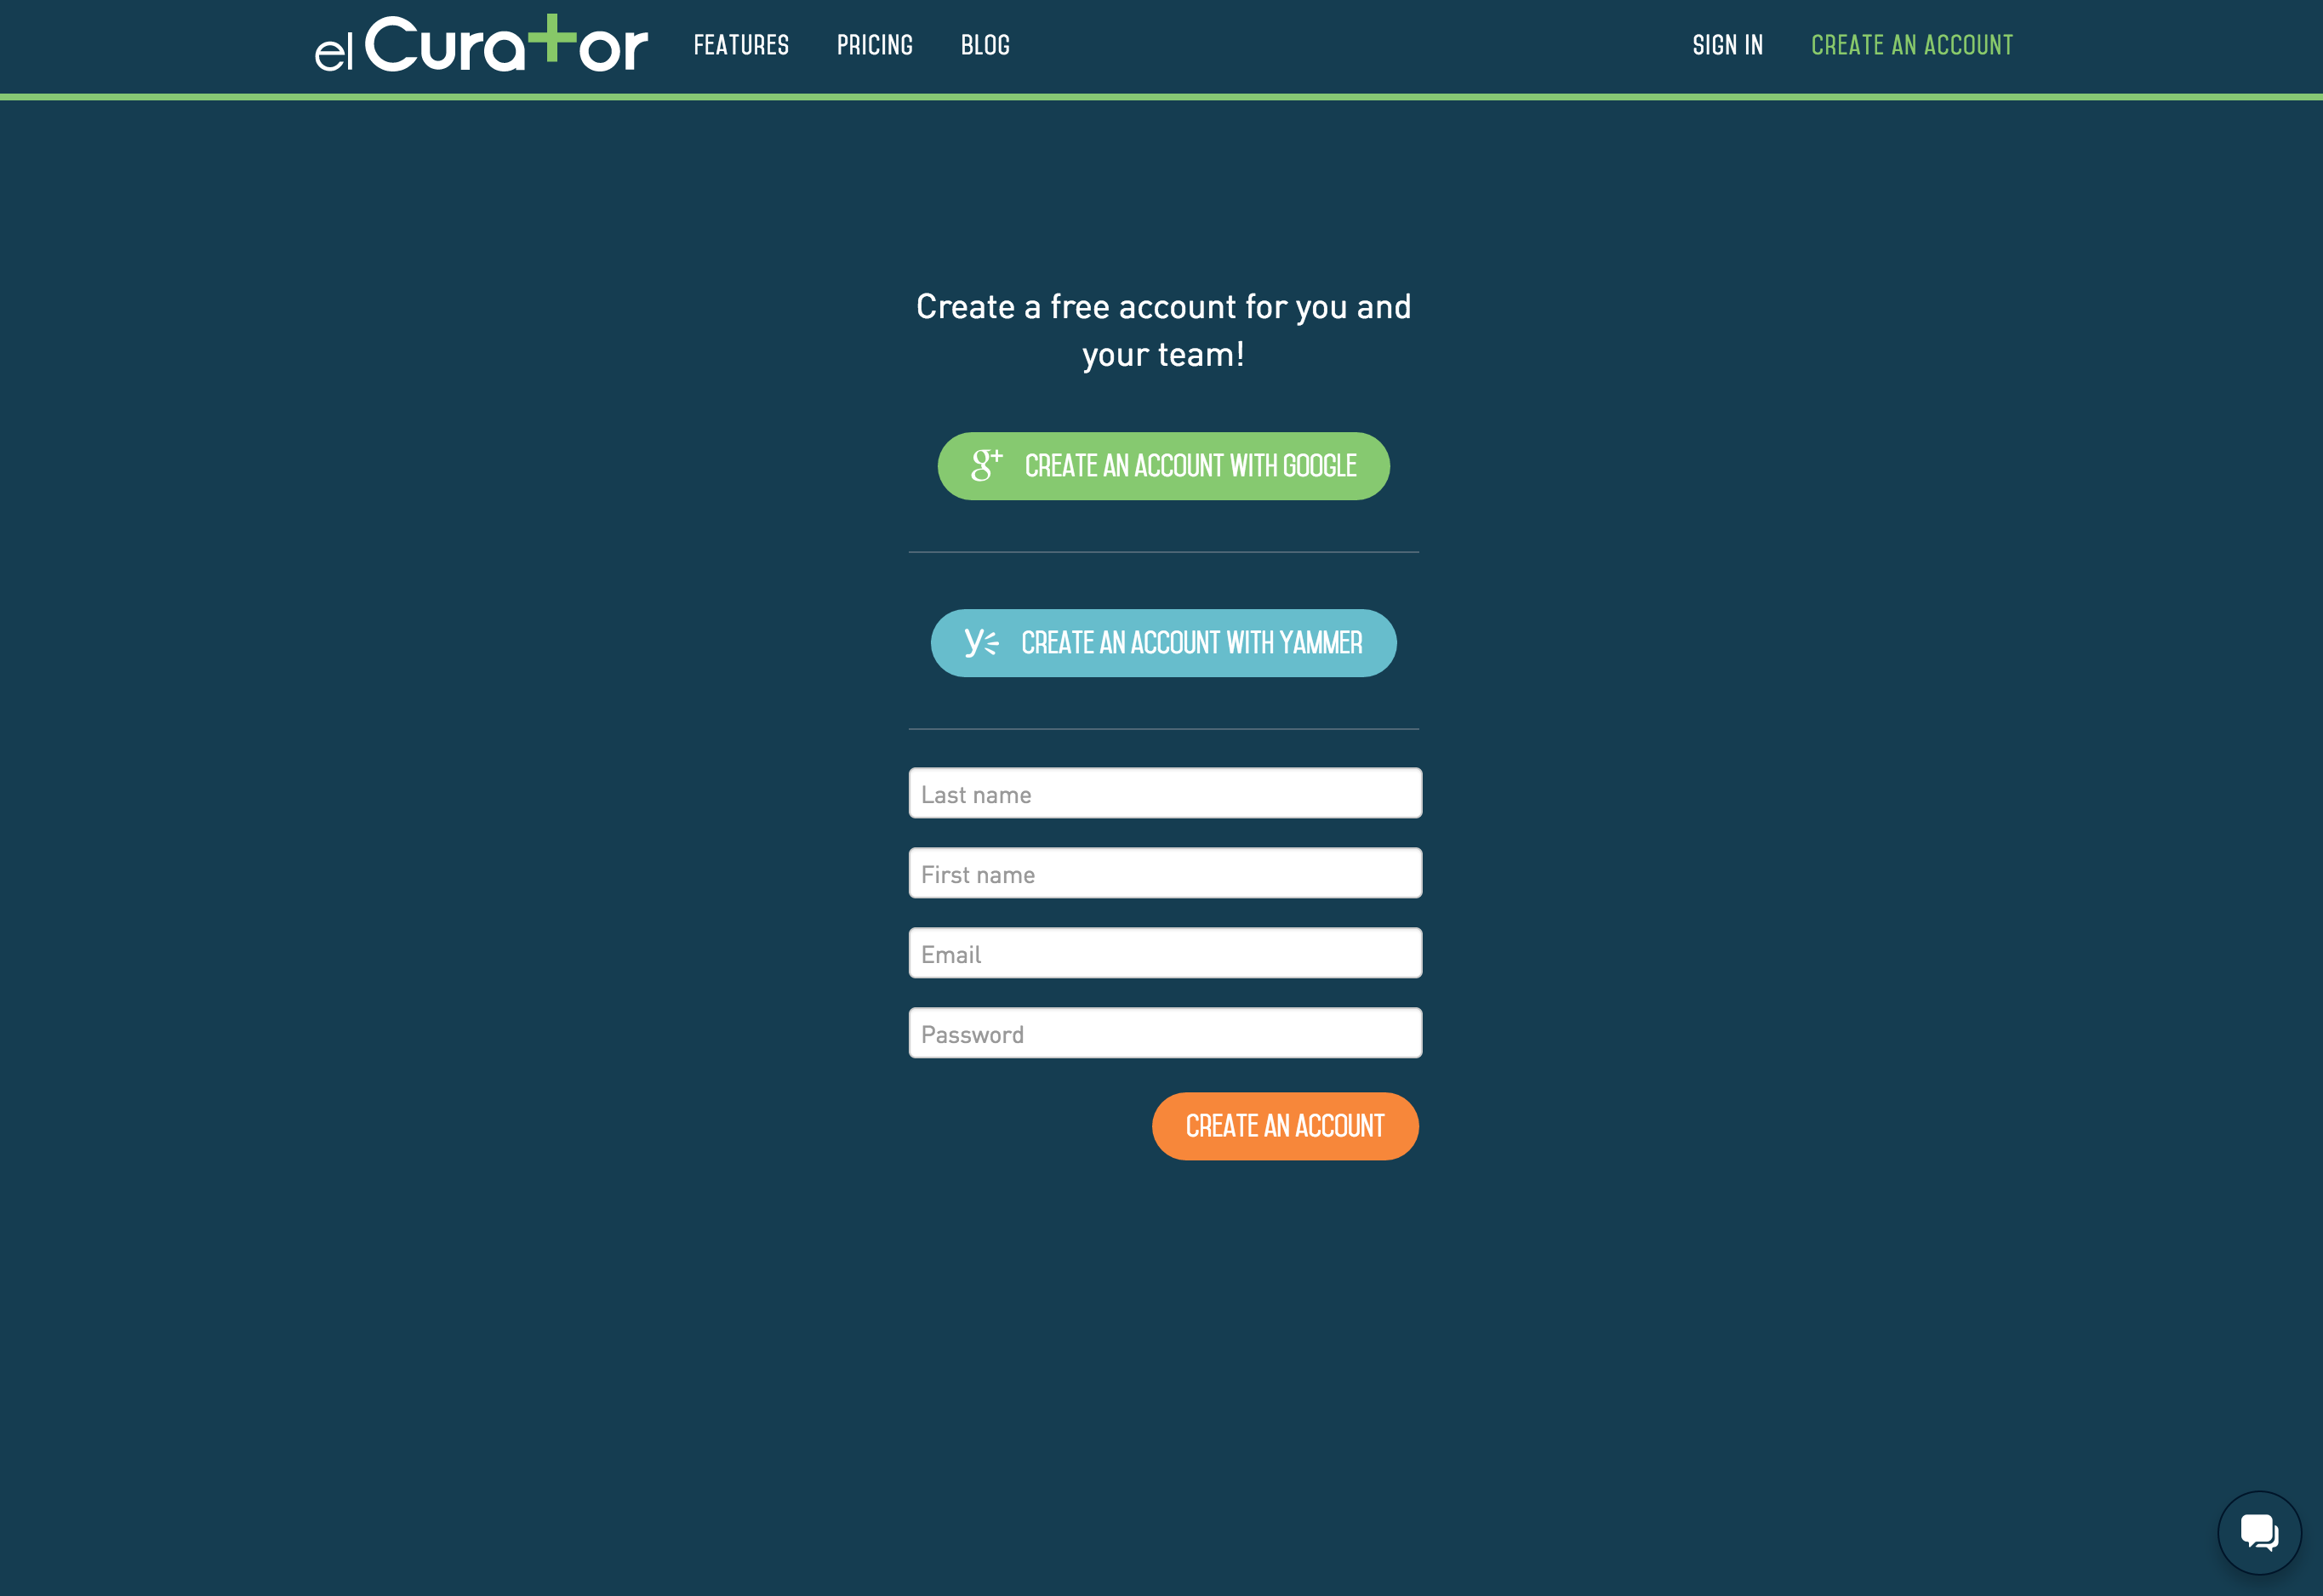 el Curator
FEATURES
PRICING
BLOG
SIGN IN
CREATE AN ACCOUNT
Create a free account for you and
your team!
g+ CREATE AN ACCOUNT WITH GOOGLE
CREATE AN ACCOUNT WITH YAMMER
Last name
First name
Email
Password
CREATE AN ACCOUNT